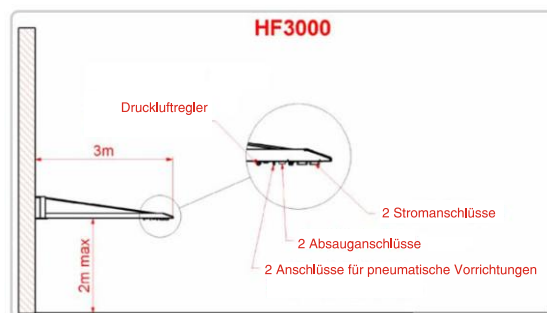 HF3000
Druckluftregler
3m
2 Stromanschlüsse
2 Absauganschlüsse
2 Anschlüsse für pneumatische Vorrichtungen
2m max